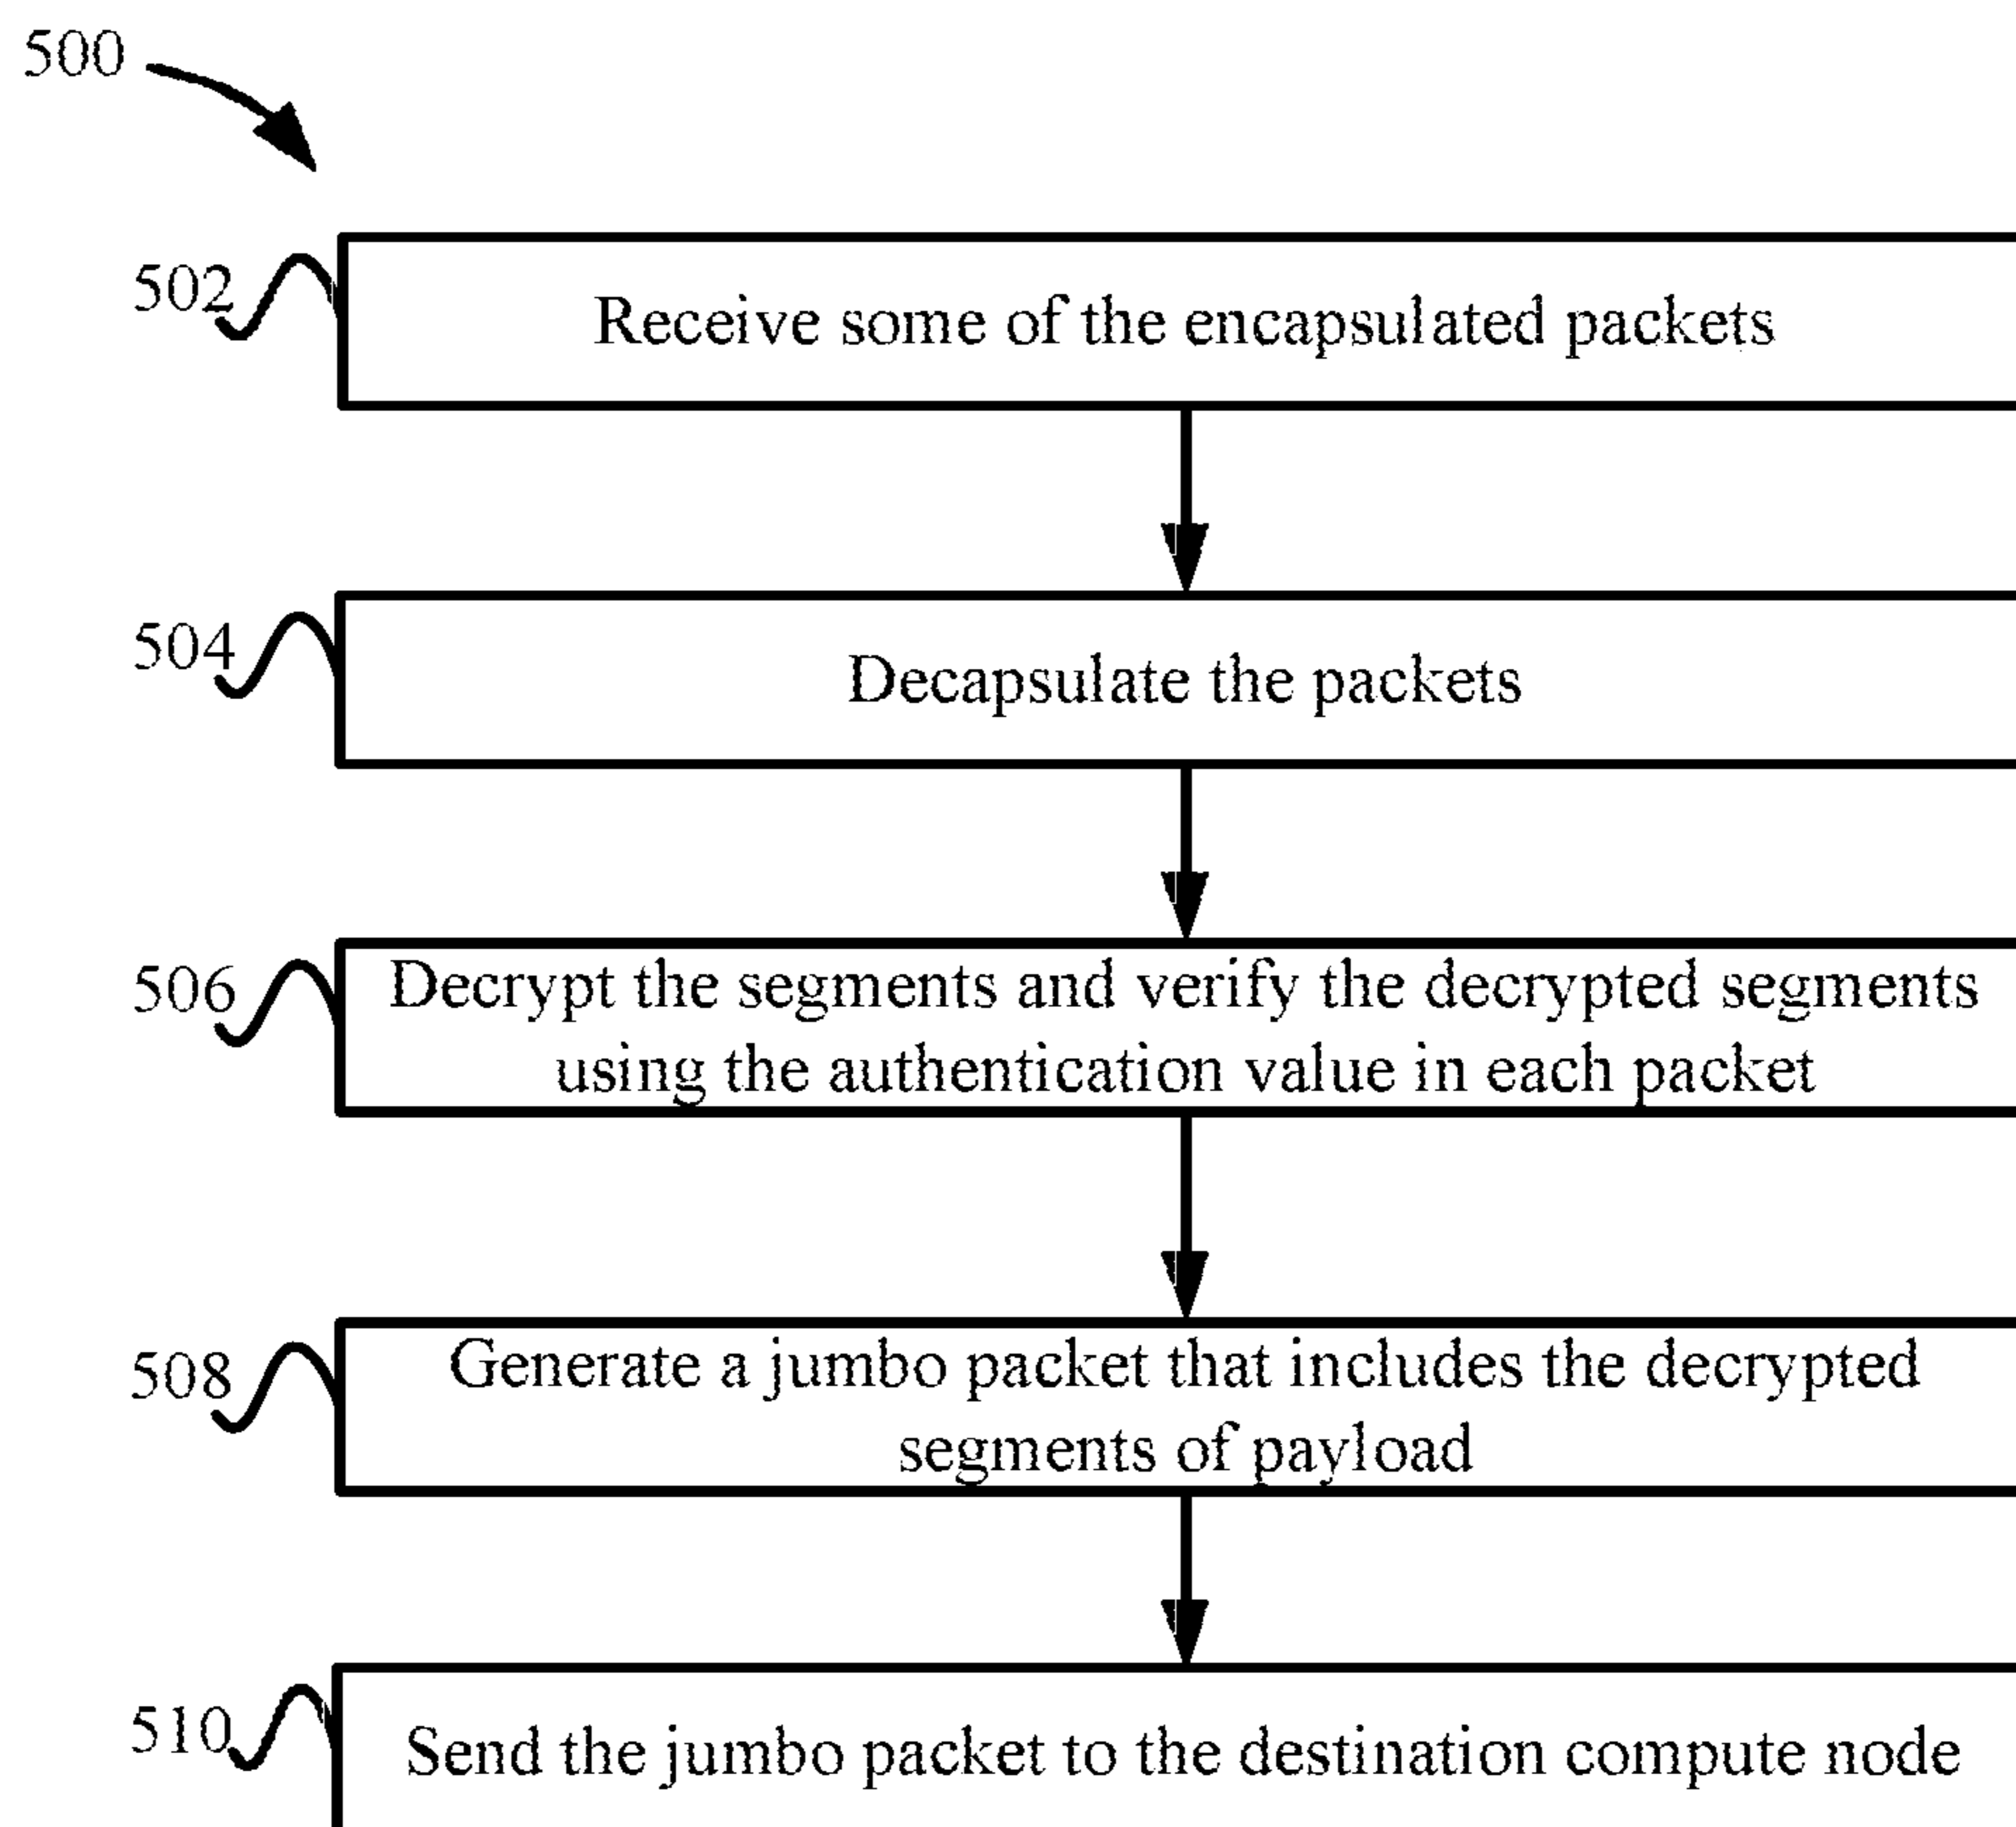 500
502
Receive some of the encapsulated packets
504
Decapsulate the packets
506
Decrypt the segments and verify the decrypted segments
using the authentication value in each packet
508
Generate a jumbo packet that includes the decrypted
segments of payload
510
Send the jumbo packet to the destination compute node